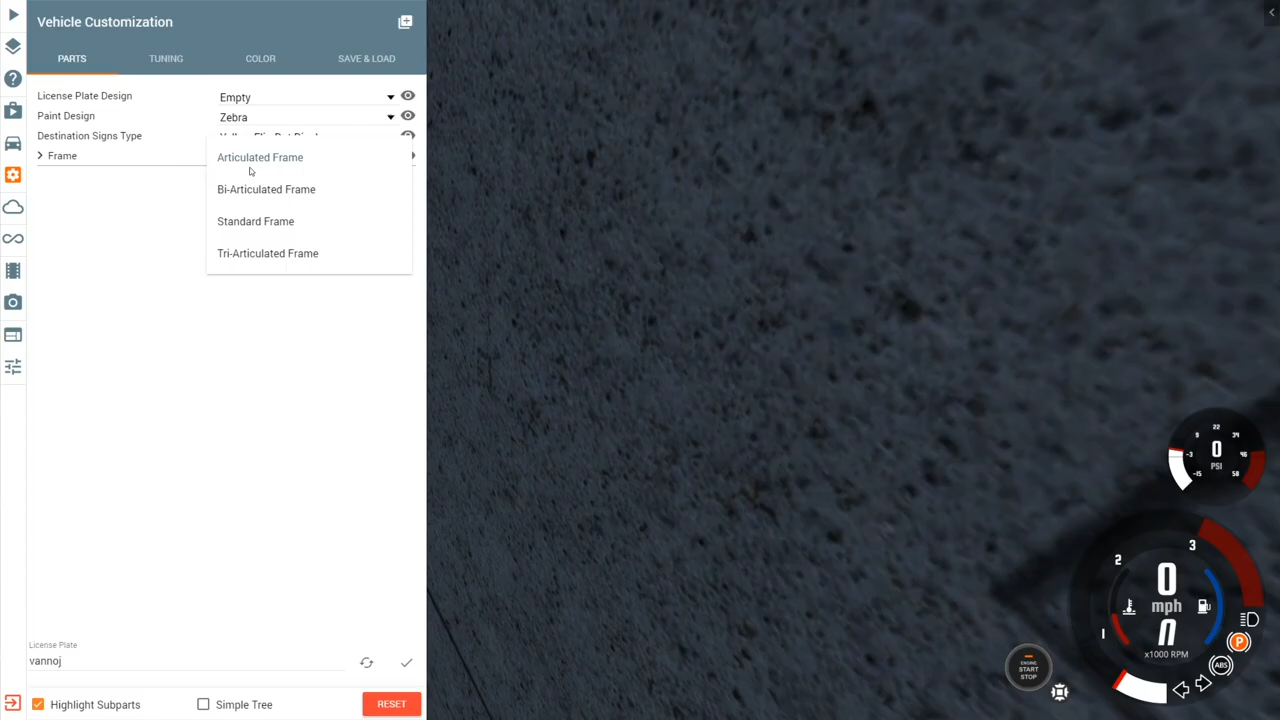 Vehicle Customization
PARTS TUNING COLOR SAVE & LOAD
License Plate Design Empty
Paint Design Zebra
Destination Signs Type
Frame
Articulated Frame
Bi-Articulated Frame
Standard Frame
Tri-Articulated Frame
License Plate
vannoj
Highlight Subparts Simple Tree RESET
22
9 34
-3 0 46
PSI
-15 58
3
2
0
mph
1 n
x1000 RPM
P
ABS
ENGINE
START
STOP